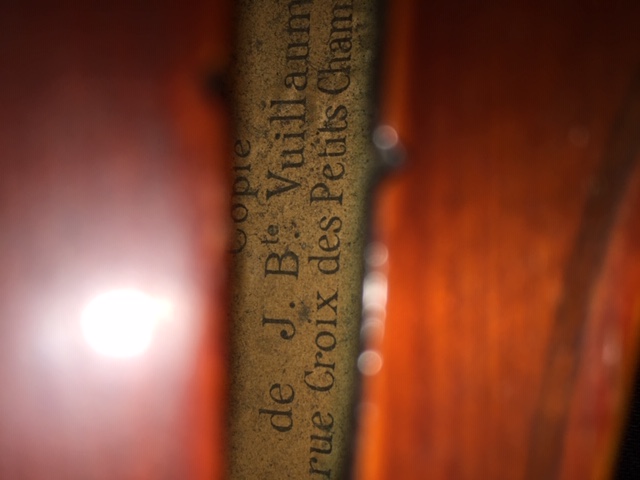 Copie
de J. Bte. Vuillaum
rue Croix des Petits Cham